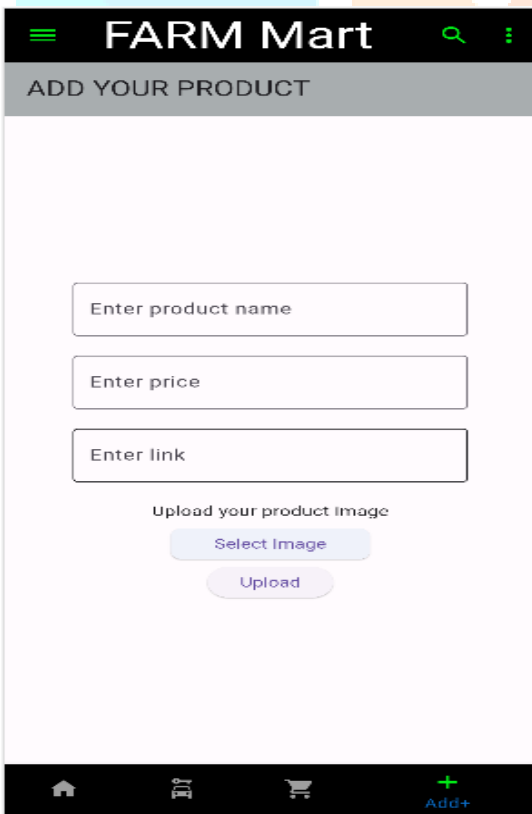 FARM Mart
ADD YOUR PRODUCT
Enter product name
Enter price
Enter link
Upload your product Image
Select Image
Upload
Add+